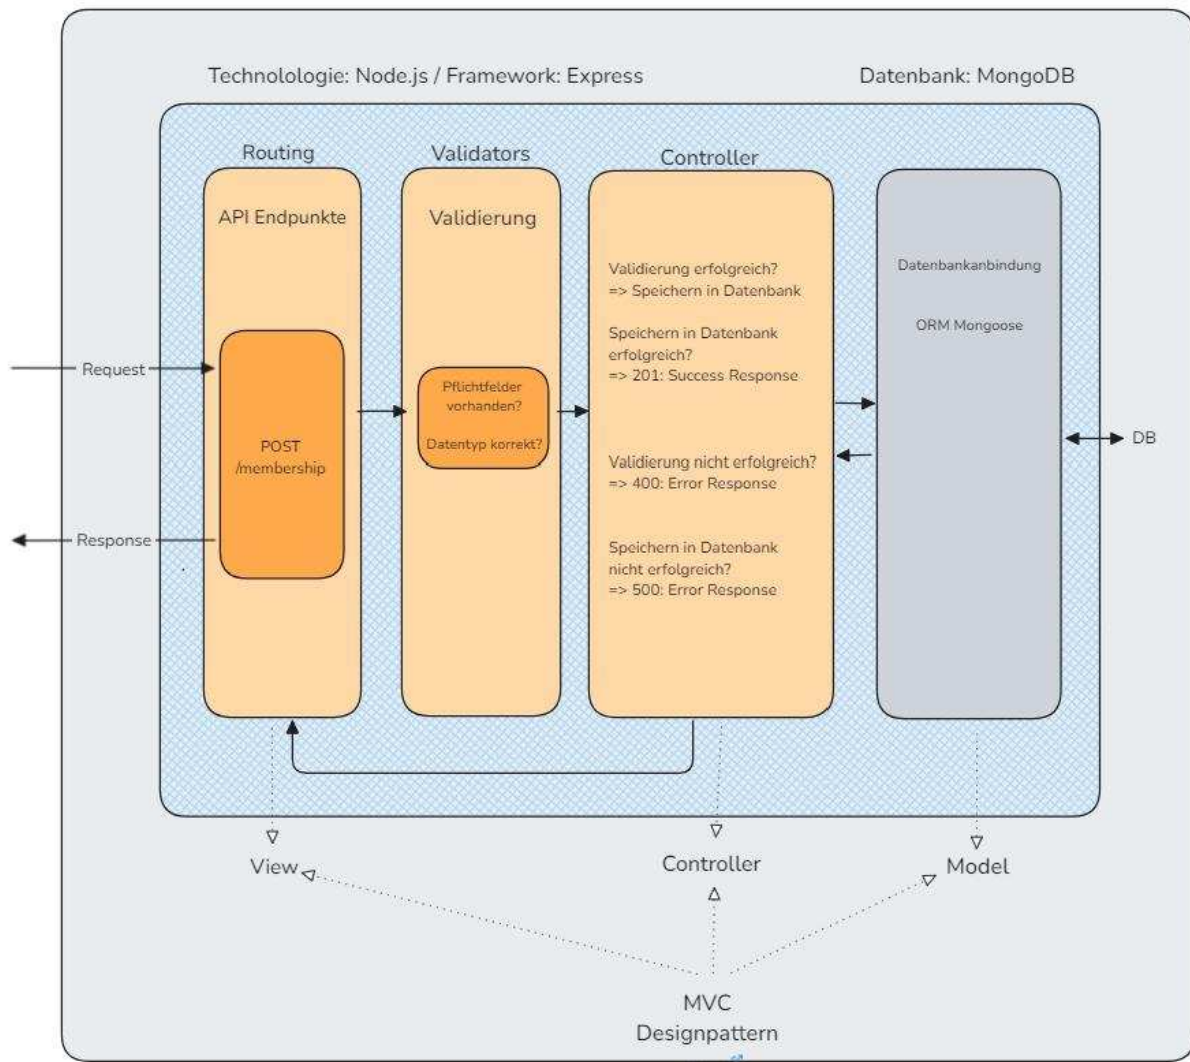 Technolologie: Node.js / Framework: Express
Datenbank: MongoDB
Routing
Validators
Controller
API Endpunkte
Validierung
Validierung erfolgreich?
=> Speichern in Datenbank
Speichern in Datenbank
erfolgreich?
=> 201: Success Response
Validierung nicht erfolgreich?
=> 400: Error Response
Speichern in Datenbank
nicht erfolgreich?
=> 500: Error Response
Datenbankanbindung
ORM Mongoose
Request
Pflichtfelder
vorhanden?
Datentyp korrekt?
POST
/membership
DB
Response
View
Controller
Model
MVC
Designpattern